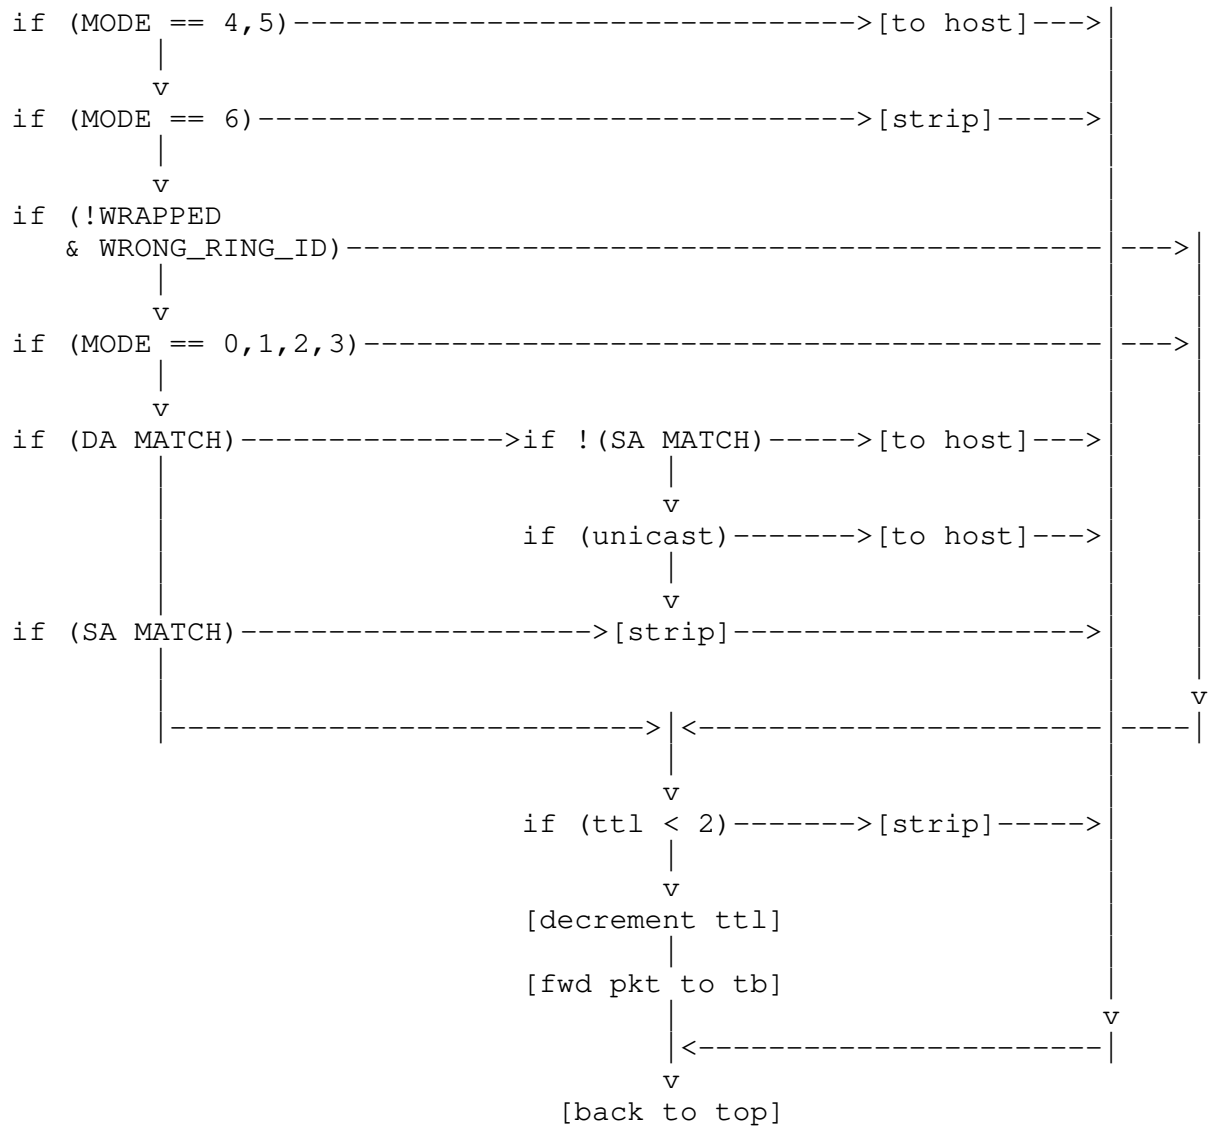 if (MODE == 4,5)--------------------------------->[to host]--->|
|
v
if (MODE == 6)----------------------------------->[strip]----->|
|
v
if (!WRAPPED
& WRONG_RING_ID)-------------------------------------------|--->|
|
v
if (MODE == 0,1,2,3)------------------------------------------|--->|
|
v
if (DA MATCH)--------------->if !(SA MATCH)----->[to host]--->|
| |
v
if (unicast)------->[to host]--->|
|
v
if (SA MATCH)-------------------->[strip]-------------------->|
|
v
|--------------------------->|<------------------------|----|
|
v
if (ttl < 2)------->[strip]----->|
|
v
[decrement ttl]
|
[fwd pkt to tb]
| v
|<-----------------------|
v
[back to top]